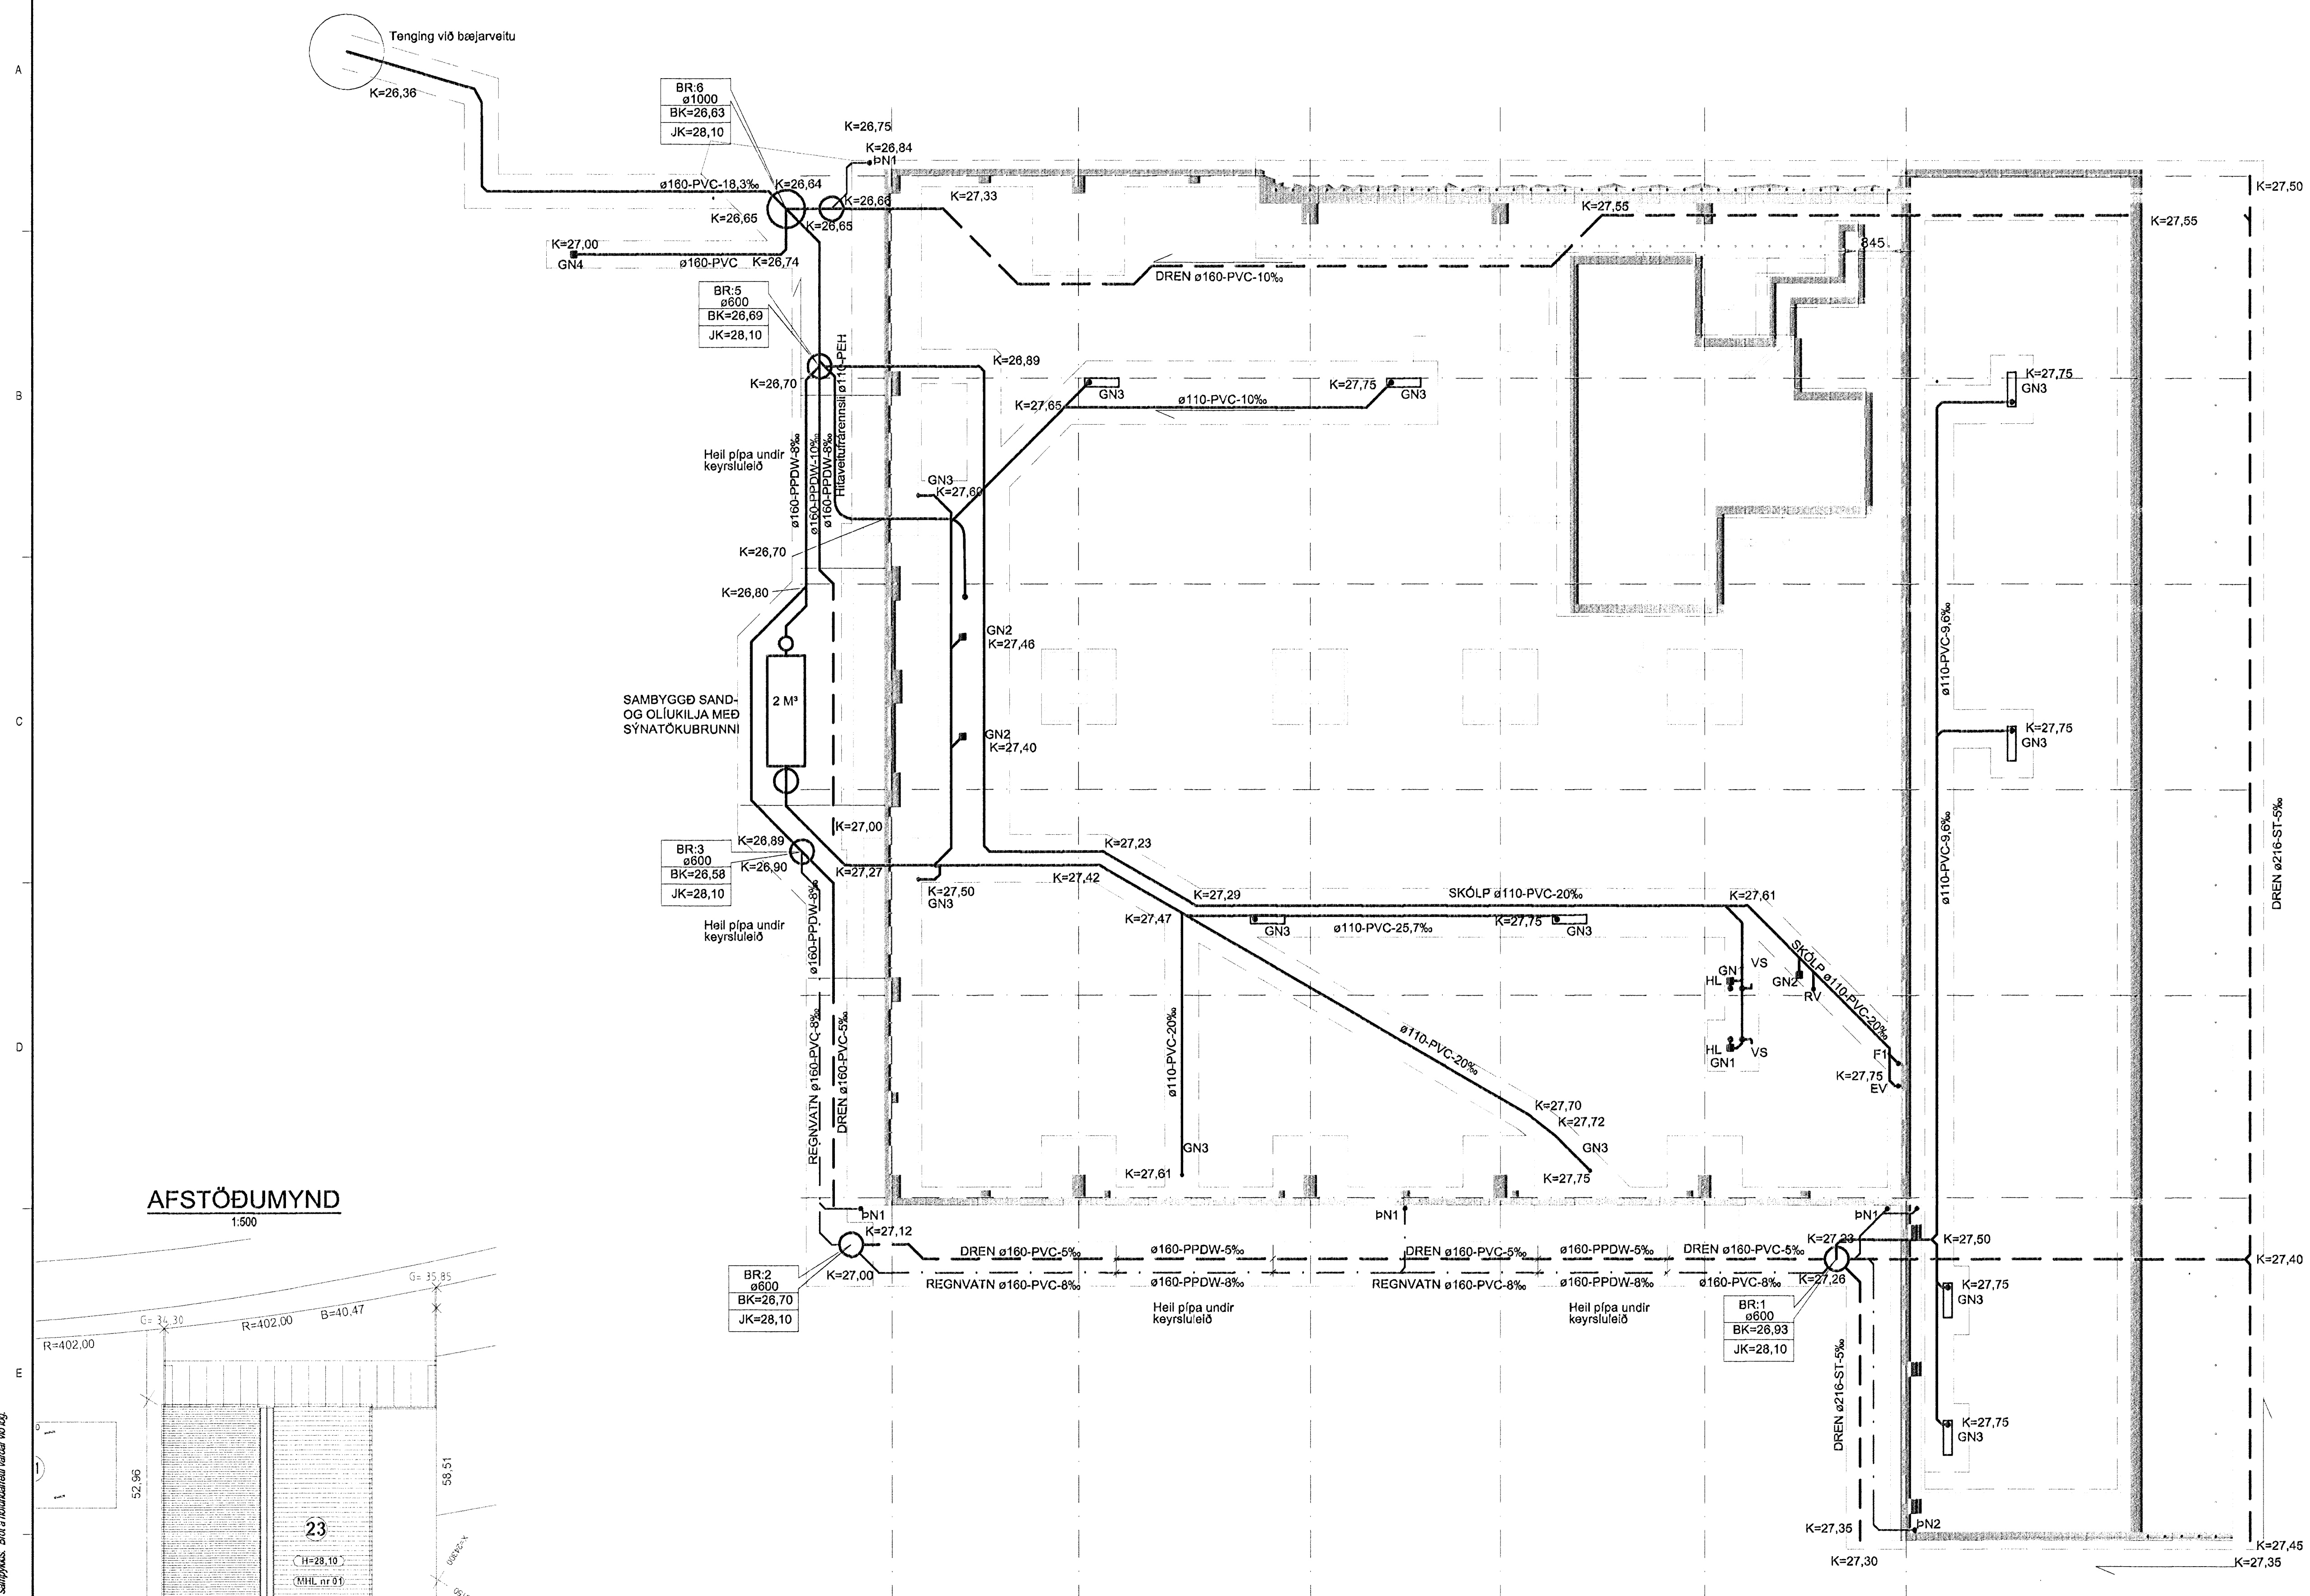 Tenging við bæjarveitu
A
K=26,36
BR:6
ø1000
BK=26,63
JK=28,10
K=26,75
K=26,84
ÞN1
ø160-PVC-18,3‰
K=26,64
K=26,66
K=26,65
K=26,65
K=27,33
K=27,55
K=27,50
K=27,55
845
K=27,00
GN4
ø160-PVC
K=26,74
DREN ø160-PVC-10‰
BR:5
ø600
BK=26,69
JK=28,10
K=26,70
K=26,89
Hitaveitufrárennsli ø110-PEH
B
GN3
K=27,75
GN3
K=27,65
ø110-PVC-10‰
K=27,75
GN3
Heil pípa undir
keyrsluleið
ø160-PPDW-8‰
ø160-PPDW-10‰
ø160-PPDW-8‰
GN3
K=27,60
K=26,70
K=26,80
GN2
K=27,46
ø110-PVC-9,6‰
C
SAMBYGGÐ SAND-
OG OLÍUKILJA MEÐ
SÝNATÖKUBRUNNI
2 M³
GN2
K=27,40
K=27,75
GN3
DREN ø216-ST-5‰
ø110-PVC-9,6‰
K=27,00
BR:3
ø600
BK=26,58
JK=28,10
K=26,89
K=26,90
K=27,27
K=27,23
K=27,42
K=27,50
GN3
K=27,29
SKÓLP ø110-PVC-20‰
K=27,61
K=27,47
GN3
ø110-PVC-25,7‰
K=27,75
GN3
Heil pípa undir
keyrsluleið
ø160-PPDW-8‰
SKÓLP ø110-PVC-20‰
GN1
VS
HL
GN2
RV
D
REGNVATN ø160-PVC-8‰
DREN ø160-PVC-5‰
ø110-PVC-20‰
ø110-PVC-20‰
HL
GN1
VS
F1
K=27,75
EV
K=27,70
K=27,72
GN3
K=27,61
GN3
K=27,75
AFSTÖÐUMYND
1:500
ÞN1
ÞN1
ÞN1
K=27,12
DREN ø160-PVC-5‰
ø160-PPDW-5‰
DREN ø160-PVC-5‰
ø160-PPDW-5‰
DREN ø160-PVC-5‰
K=27,23
K=27,50
K=27,40
K=27,00
REGNVATN ø160-PVC-8‰
ø160-PPDW-8‰
REGNVATN ø160-PVC-8‰
ø160-PPDW-8‰
ø160-PVC-8‰
K=27,26
BR:2
ø600
BK=26,70
JK=28,10
Heil pípa undir
keyrsluleið
Heil pípa undir
keyrsluleið
BR:1
ø600
BK=26,93
JK=28,10
K=27,75
GN3
G= 35,85
B=40,47
G= 34,30
R=402,00
R=402,00
E
DREN ø216-ST-5‰
K=27,75
GN3
52,96
58,51
23
H=28,10
MHL nr 01
K=27,35
ÞN2
K=27,30
K=27,45
K=27,35